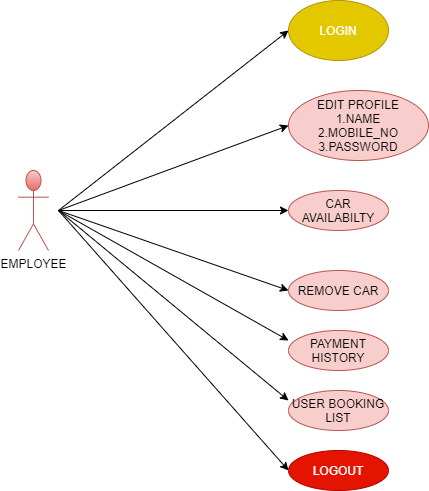 LOGIN
EDIT PROFILE
1.NAME
2.MOBILE_NO
3.PASSWORD
CAR
AVAILABILTY
EMPLOYEE
REMOVE CAR
PAYMENT
HISTORY
USER BOOKING
LIST
LOGOUT